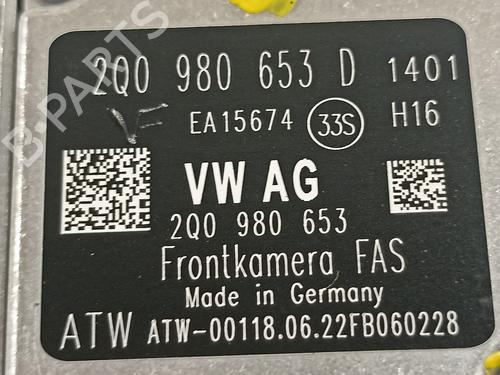 2Q0 980 653 D 1401
EA15674 33S H16
VW AG
2Q0 980 653
Frontkamera FAS
Made in Germany
ATW ATW-00118.06.22FB060228
B-PARTS